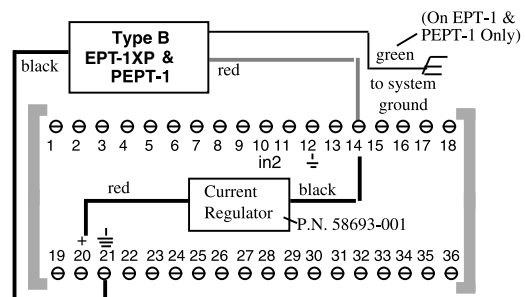 (On EPT-1 &
PEPT-1 Only)
Type B
EPT-1XP &
PEPT-1
black
red
green
to system
ground
1 2 3 4 5 6 7 8 9 10 11 12 13 14 15 16 17 18
in2
red
Current
Regulator
black
P.N. 58693-001
+
19 20 21 22 23 24 25 26 27 28 29 30 31 32 33 34 35 36